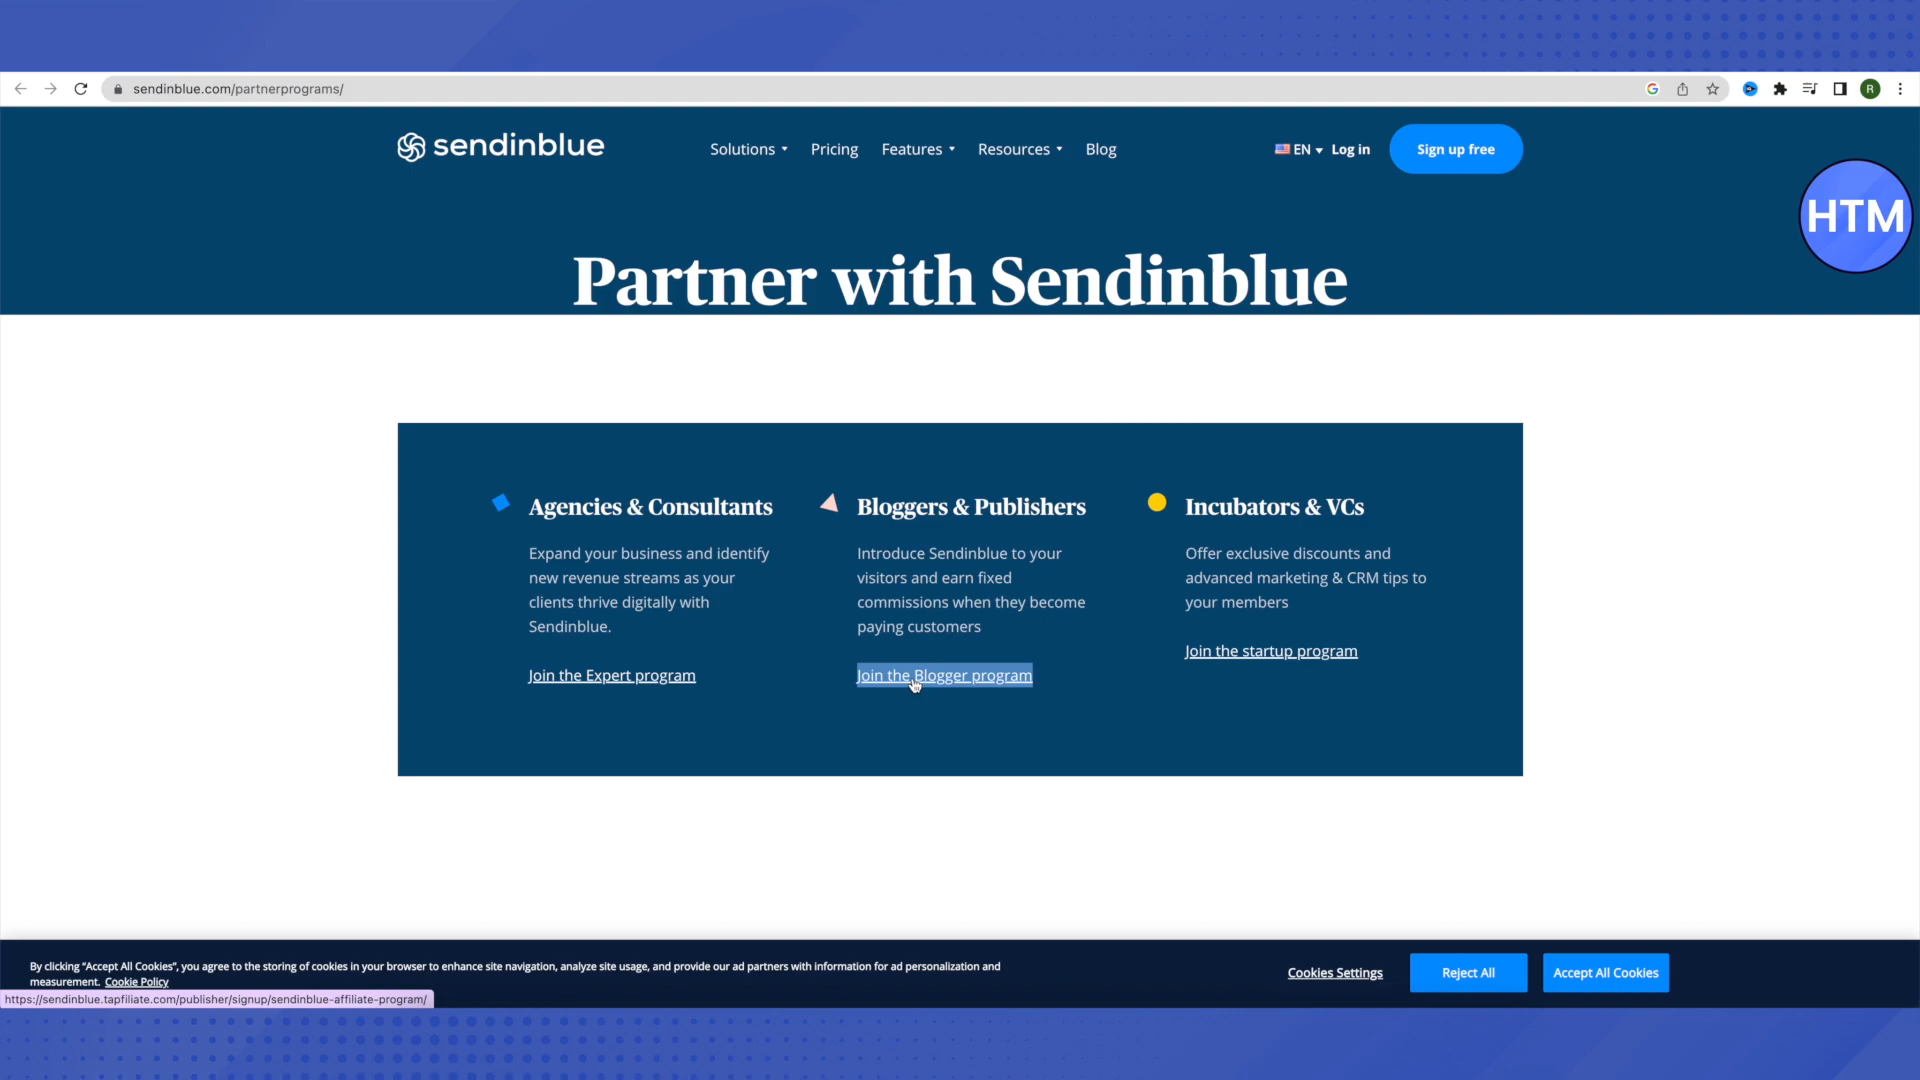 sendinblue.com/partnerprograms/
R
sendinblue
Solutions
Pricing
Features
Resources
Blog
EN
Log in
Sign up free
HTM
Partner with Sendinblue
Agencies & Consultants
Expand your business and identify
new revenue streams as your
clients thrive digitally with
Sendinblue.
Join the Expert program
Bloggers & Publishers
Introduce Sendinblue to your
visitors and earn fixed
commissions when they become
paying customers
Join the Blogger program
Incubators & VCs
Offer exclusive discounts and
advanced marketing & CRM tips to
your members
Join the startup program
By clicking “Accept All Cookies”, you agree to the storing of cookies in your browser to enhance site navigation, analyze site usage, and provide our ad partners with information for ad personalization and
measurement. Cookie Policy
Cookies Settings
Reject All
Accept All Cookies
https://sendinblue.tapfiliate.com/publisher/signup/sendinblue-affiliate-program/